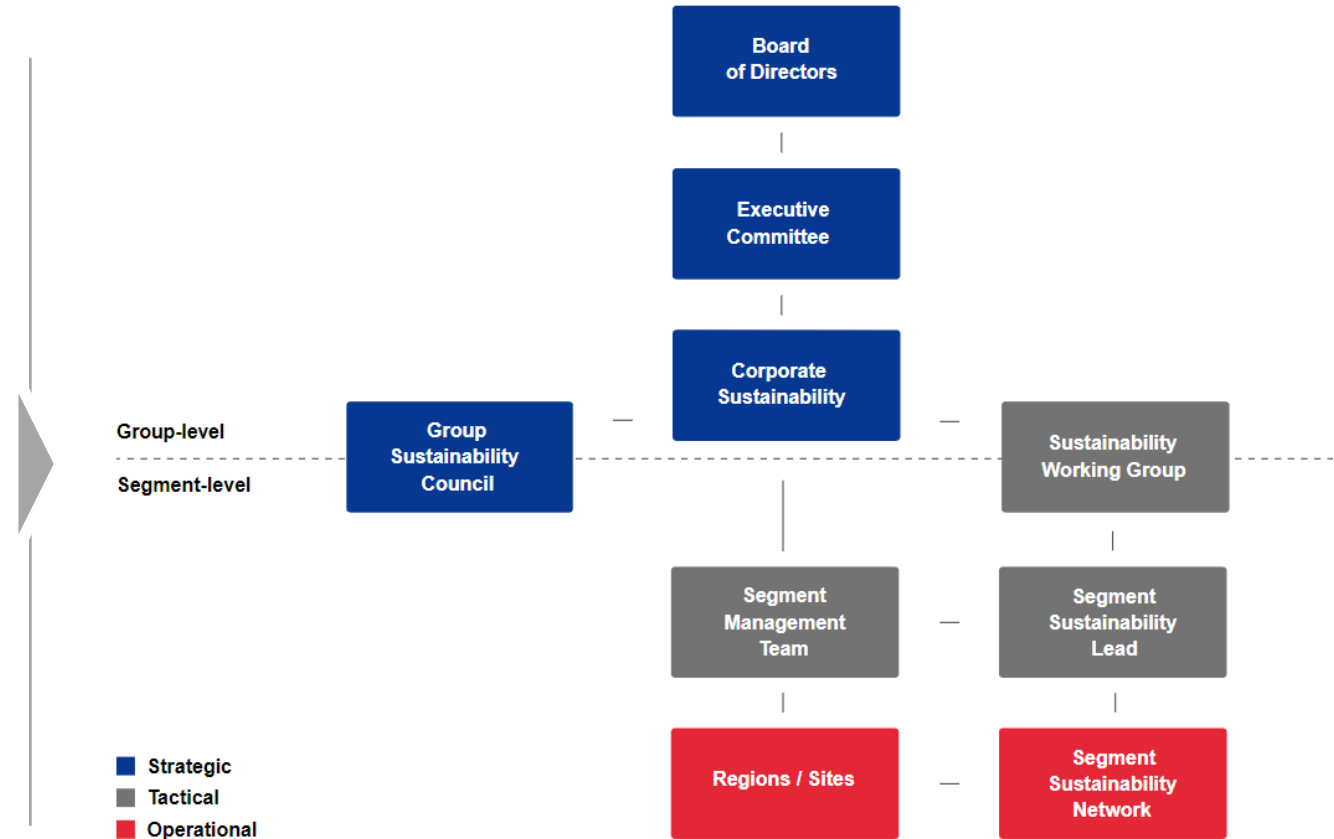 Board
of Directors
Executive
Committee
Corporate
Sustainability
Group-level
Segment-level
Group
Sustainability
Council
Sustainability
Working Group
Segment
Management
Team
Segment
Sustainability
Lead
Regions / Sites
Segment
Sustainability
Network
Strategic
Tactical
Operational